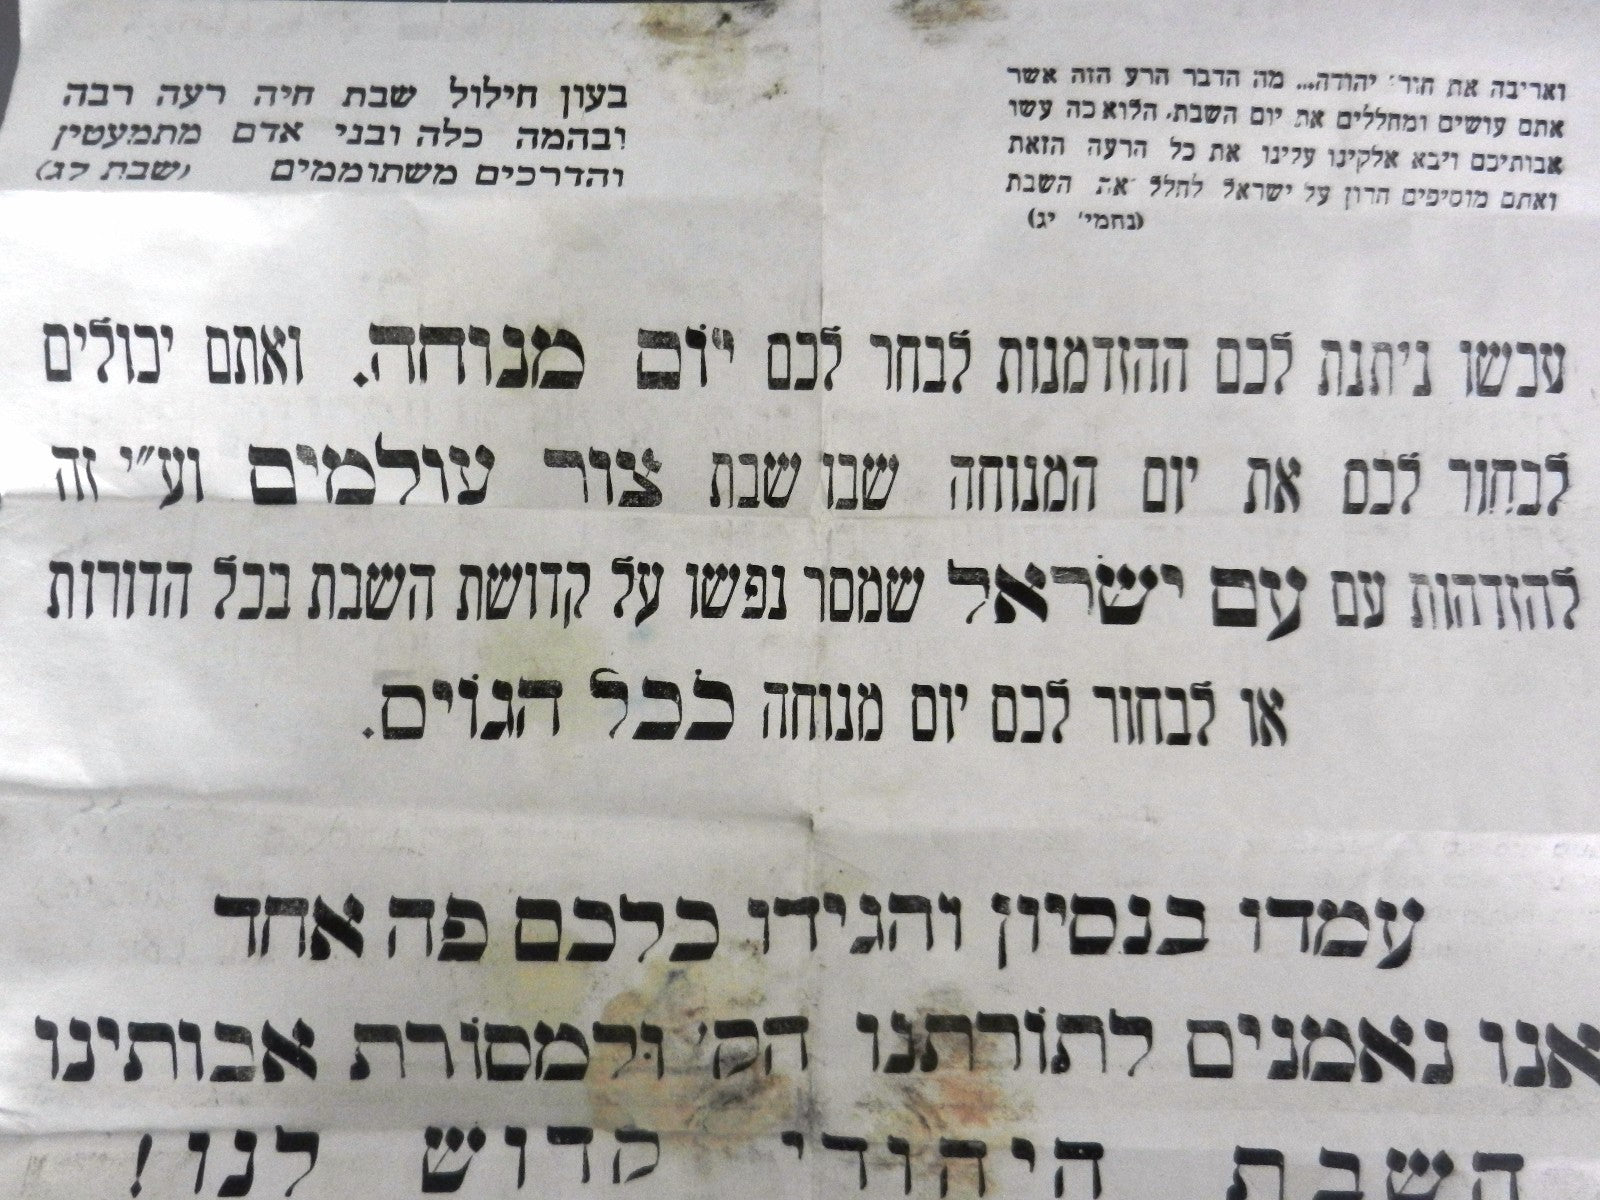 ואריבה את חורי יהודה... מה הדבר הרע הזה אשר
אתם עושים ומחללים את יום השבת, הלוא כה עשו
אבותיכם ויבא אלקינו עלינו את כל הרעה הזאת
ואתם מוסיפים חרון על ישראל לחלל את השבת
(נחמי׳ יג)
בעון חילול שבת חיה רעה רבה
ובהמה כלה ובני אדם מתמעטין
והדרכים משתוממים (שבת לג)
עכשו ניתנת לכם ההזדמנות לבחר לכם יום מנוחה. ואתם יכולים
לבחור לכם את יום המנוחה שבו שבת צור עולמים וע״י זה
להזדהות עם עם ישראל שמסר נפשו על קדושת השבת בכל הדורות
או לבחור לכם יום מנוחה ככל הגוים.
עמדו בנסיון והגידו כלכם פה אחד
אנו נאמנים לתורתנו הק׳ ולמסורת אבותינו
השבת היהודי קדוש לנו!